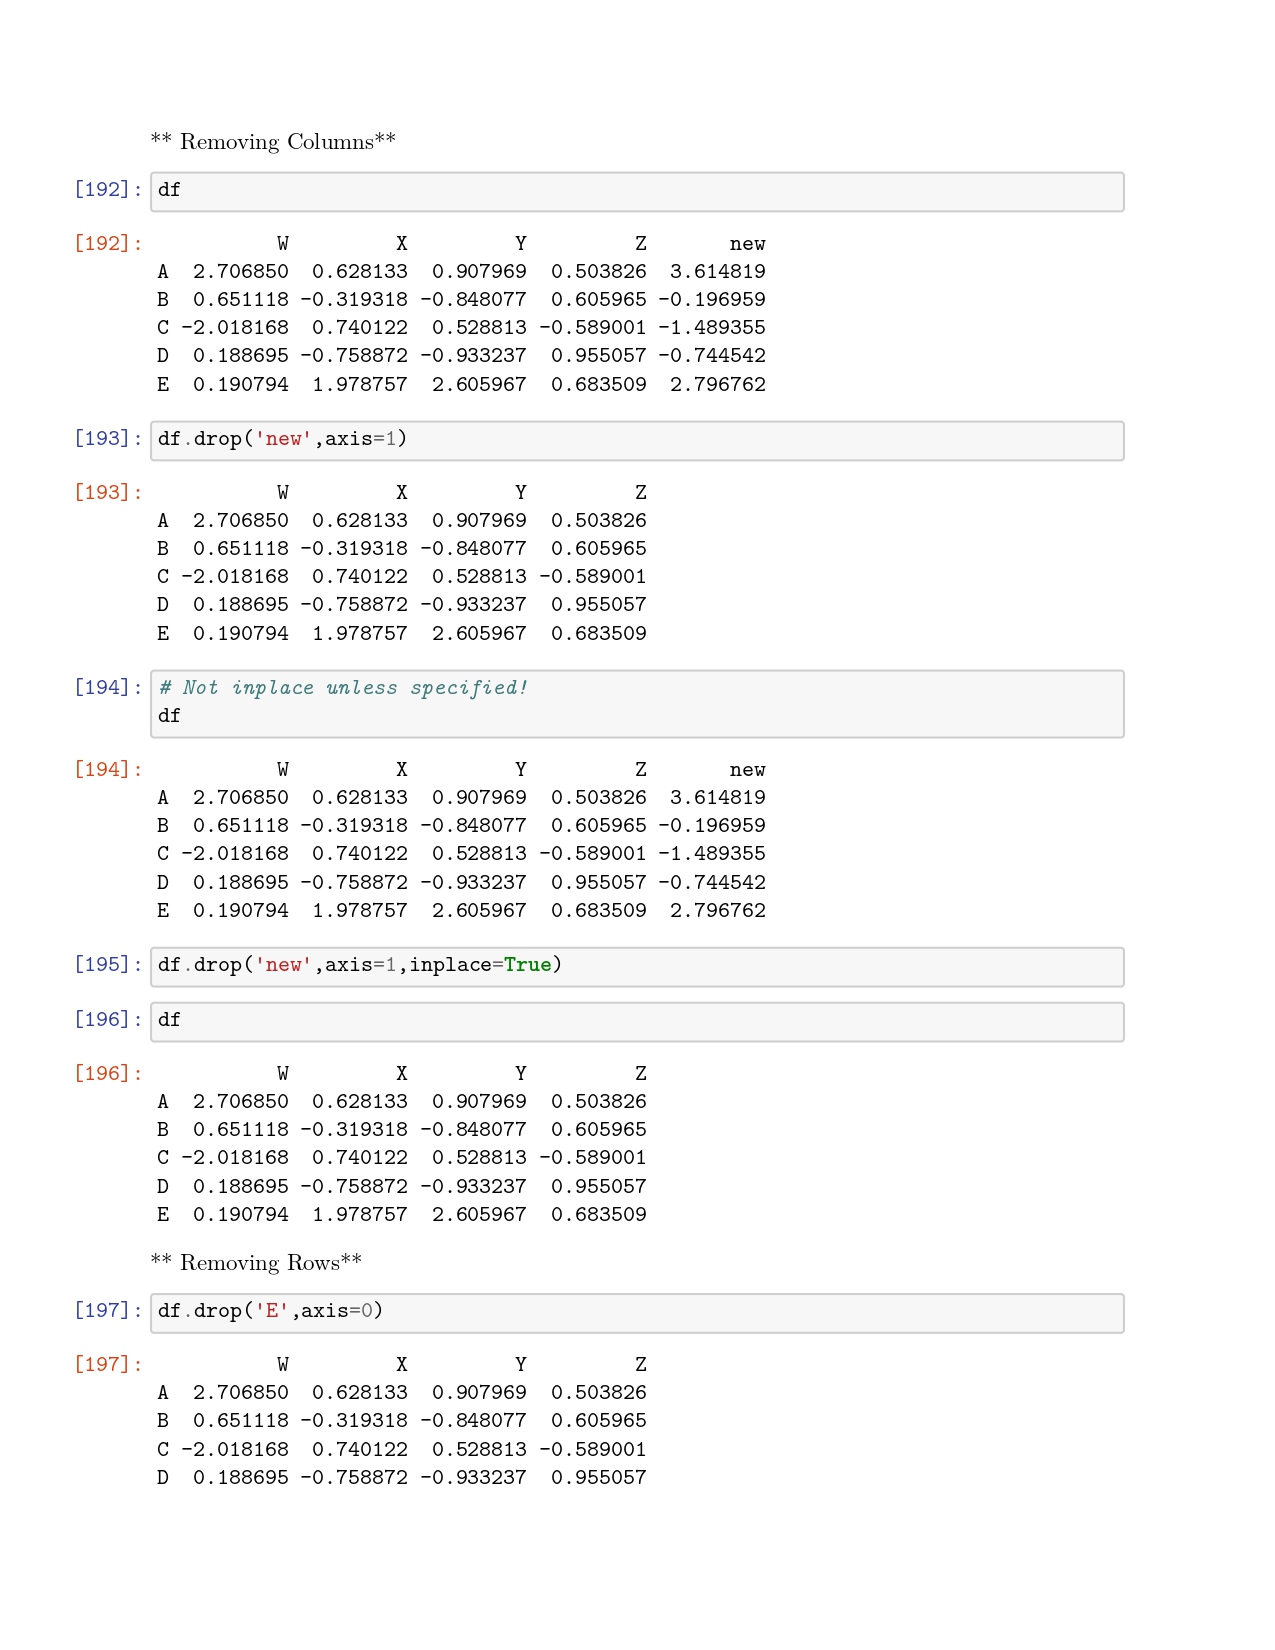 ** Removing Columns**
[192]: df
[192]:          W         X         Y         Z       new
A  2.706850  0.628133  0.907969  0.503826  3.614819
B  0.651118 -0.319318 -0.848077  0.605965 -0.196959
C -2.018168  0.740122  0.528813 -0.589001 -1.489355
D  0.188695 -0.758872 -0.933237  0.955057 -0.744542
E  0.190794  1.978757  2.605967  0.683509  2.796762
[193]: df.drop('new',axis=1)
[193]:          W         X         Y         Z
A  2.706850  0.628133  0.907969  0.503826
B  0.651118 -0.319318 -0.848077  0.605965
C -2.018168  0.740122  0.528813 -0.589001
D  0.188695 -0.758872 -0.933237  0.955057
E  0.190794  1.978757  2.605967  0.683509
[194]: # Not inplace unless specified!
df
[194]:          W         X         Y         Z       new
A  2.706850  0.628133  0.907969  0.503826  3.614819
B  0.651118 -0.319318 -0.848077  0.605965 -0.196959
C -2.018168  0.740122  0.528813 -0.589001 -1.489355
D  0.188695 -0.758872 -0.933237  0.955057 -0.744542
E  0.190794  1.978757  2.605967  0.683509  2.796762
[195]: df.drop('new',axis=1,inplace=True)
[196]: df
[196]:          W         X         Y         Z
A  2.706850  0.628133  0.907969  0.503826
B  0.651118 -0.319318 -0.848077  0.605965
C -2.018168  0.740122  0.528813 -0.589001
D  0.188695 -0.758872 -0.933237  0.955057
E  0.190794  1.978757  2.605967  0.683509
** Removing Rows**
[197]: df.drop('E',axis=0)
[197]:          W         X         Y         Z
A  2.706850  0.628133  0.907969  0.503826
B  0.651118 -0.319318 -0.848077  0.605965
C -2.018168  0.740122  0.528813 -0.589001
D  0.188695 -0.758872 -0.933237  0.955057